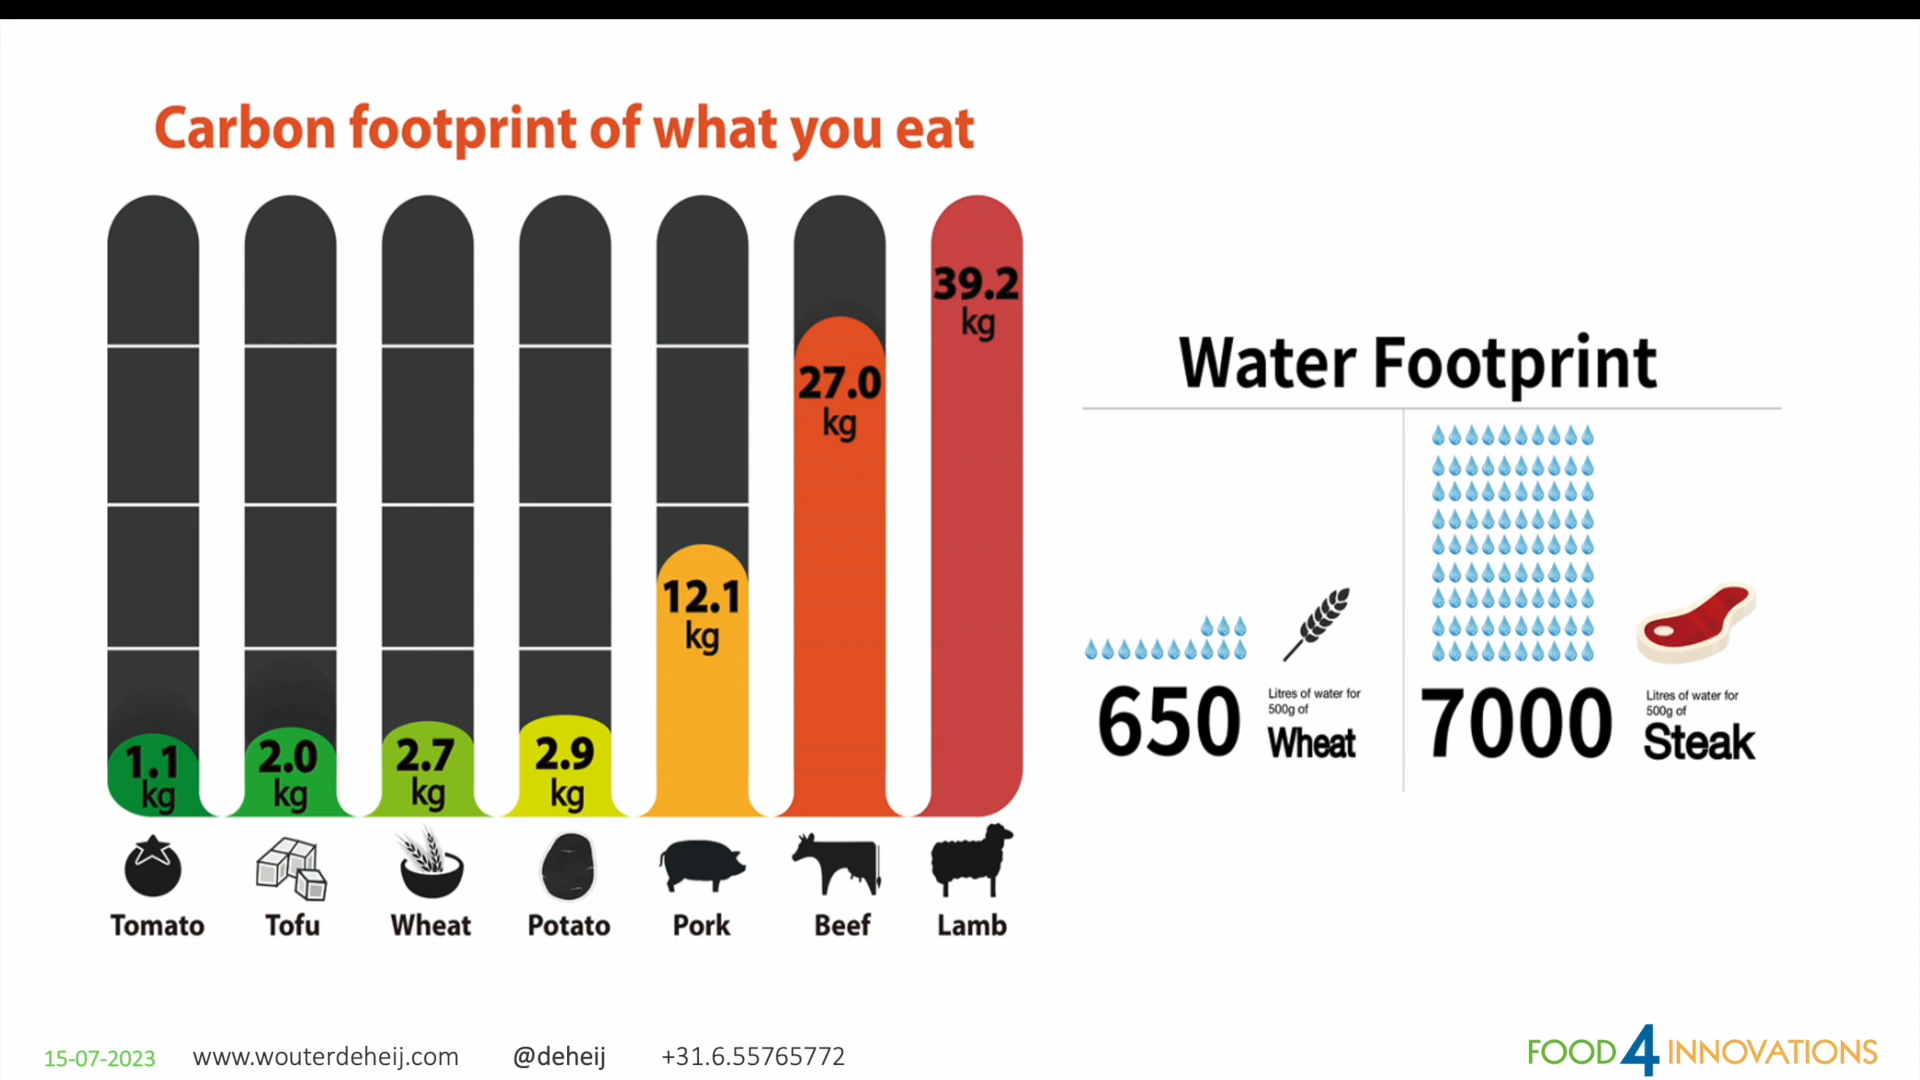 Carbon footprint of what you eat
1.1
kg
2.0
kg
2.7
kg
2.9
kg
12.1
kg
27.0
kg
39.2
kg
Tomato
Tofu
Wheat
Potato
Pork
Beef
Lamb
Water Footprint
650
Litres of water for
500g of
Wheat
7000
Litres of water for
500g of
Steak
15-07-2023 www.wouterdeheij.com @deheij +31.6.55765772
FOOD 4 INNOVATIONS